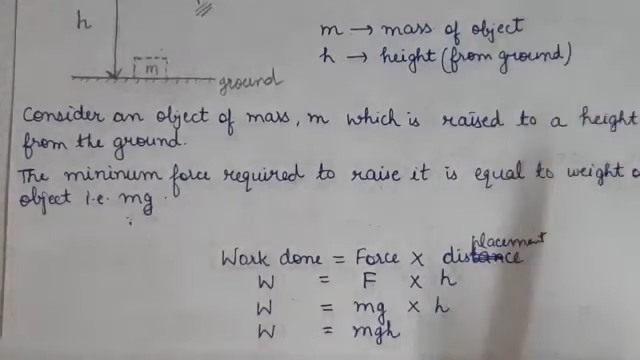 h
m → mass of object
h → height (from ground)
m
ground
Consider an object of mass, m which is raised to a height
from the ground.
The mininum force required to raise it is equal to weight o
object i.e. mg.
Work done = Force × displacement
W = F × h
W = mg × h
W = mgh